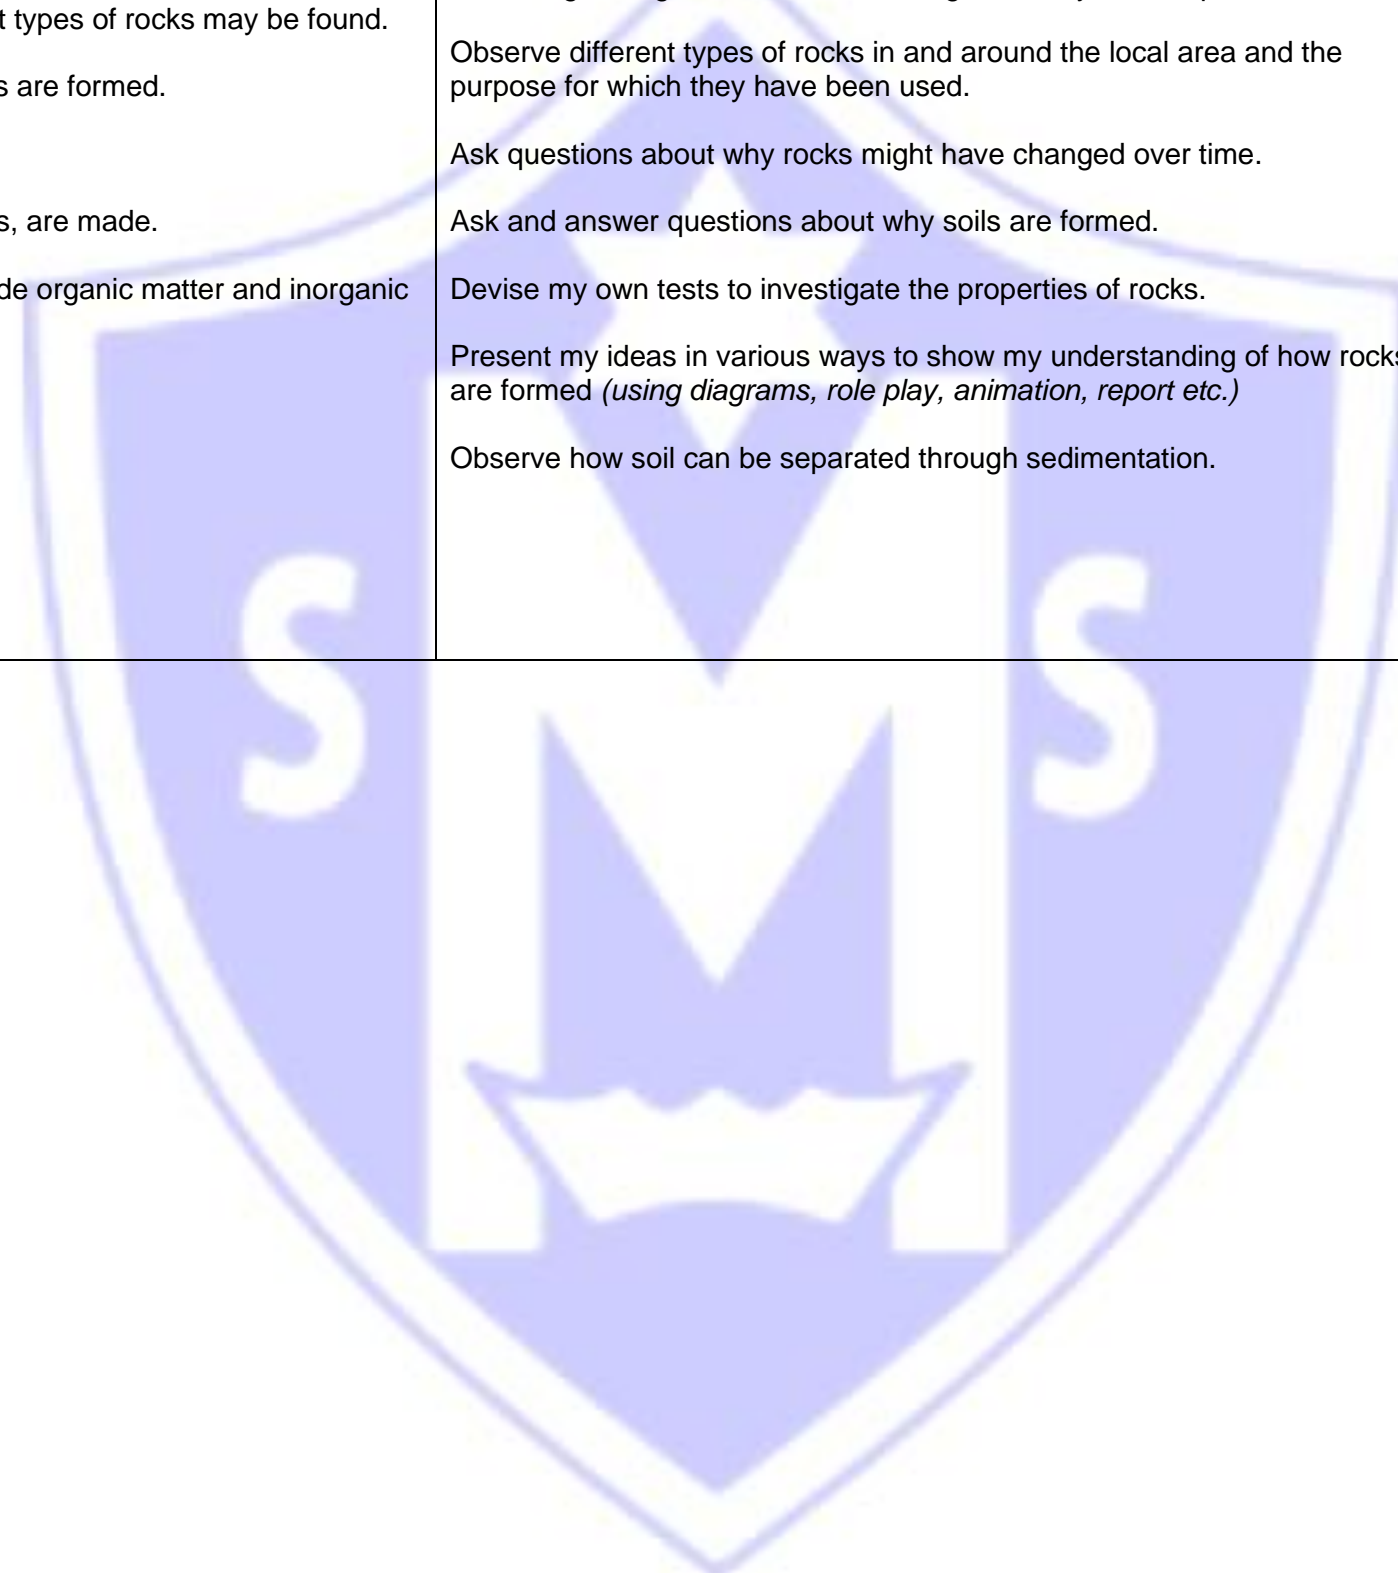 t types of rocks may be found.
s are formed.
s, are made.
de organic matter and inorganic
Observe different types of rocks in and around the local area and the
purpose for which they have been used.
Ask questions about why rocks might have changed over time.
Ask and answer questions about why soils are formed.
Devise my own tests to investigate the properties of rocks.
Present my ideas in various ways to show my understanding of how rocks
are formed (using diagrams, role play, animation, report etc.)
Observe how soil can be separated through sedimentation.
S M S